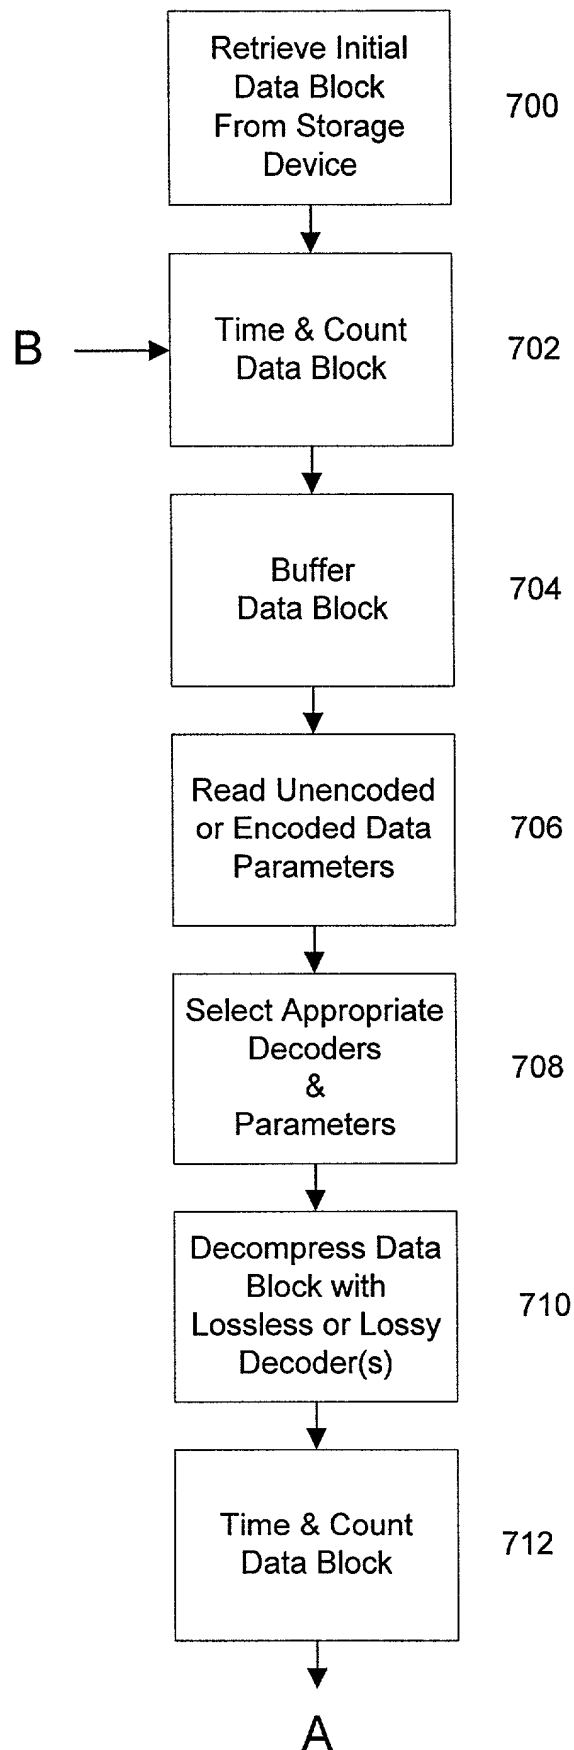 Retrieve Initial
Data Block
From Storage
Device
700
B
Time & Count
Data Block
702
Buffer
Data Block
704
Read Unencoded
or Encoded Data
Parameters
706
Select Appropriate
Decoders
&
Parameters
708
Decompress Data
Block with
Lossless or Lossy
Decoder(s)
710
Time & Count
Data Block
712
A